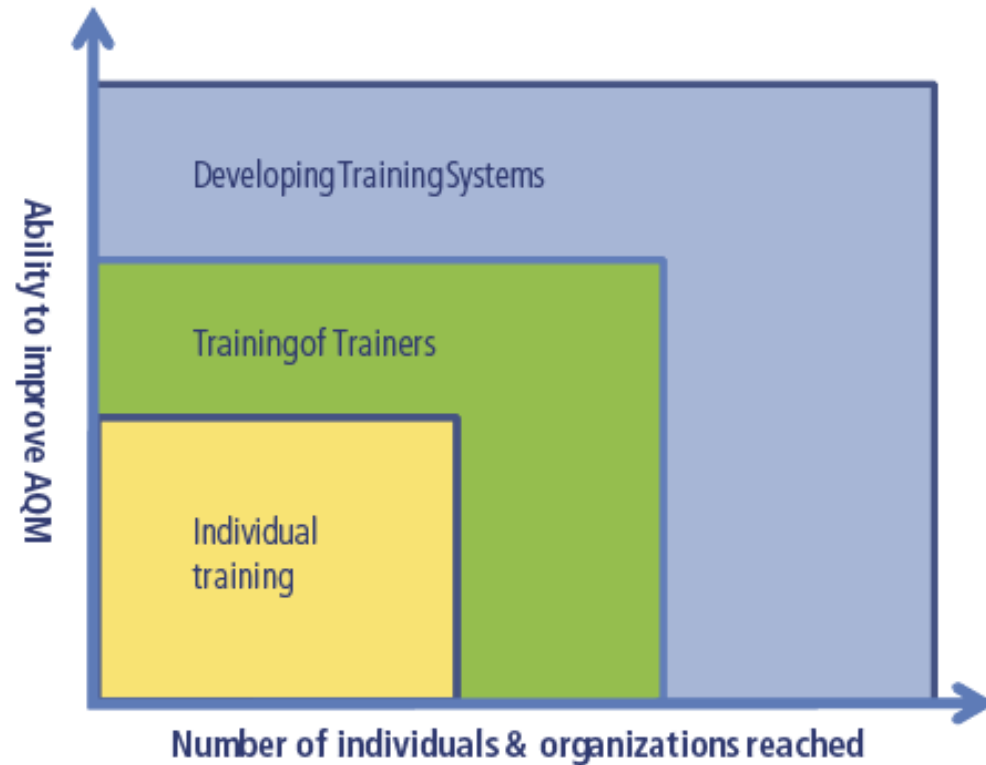 Developing Training Systems
Training of Trainers
Individual
training
Ability to improve AQM
Number of individuals & organizations reached